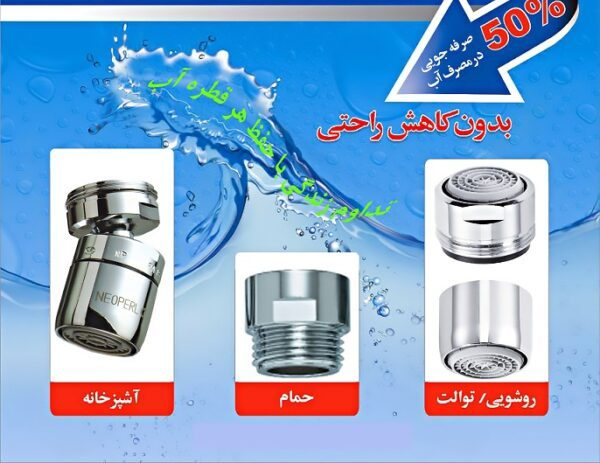 50%
صرفه جویی
در مصرف آب
بدون کاهش راحتی
تداوم زندگی با حفظ هر قطره آب
NEOPERL
آشپزخانه
حمام
روشویی/ توالت